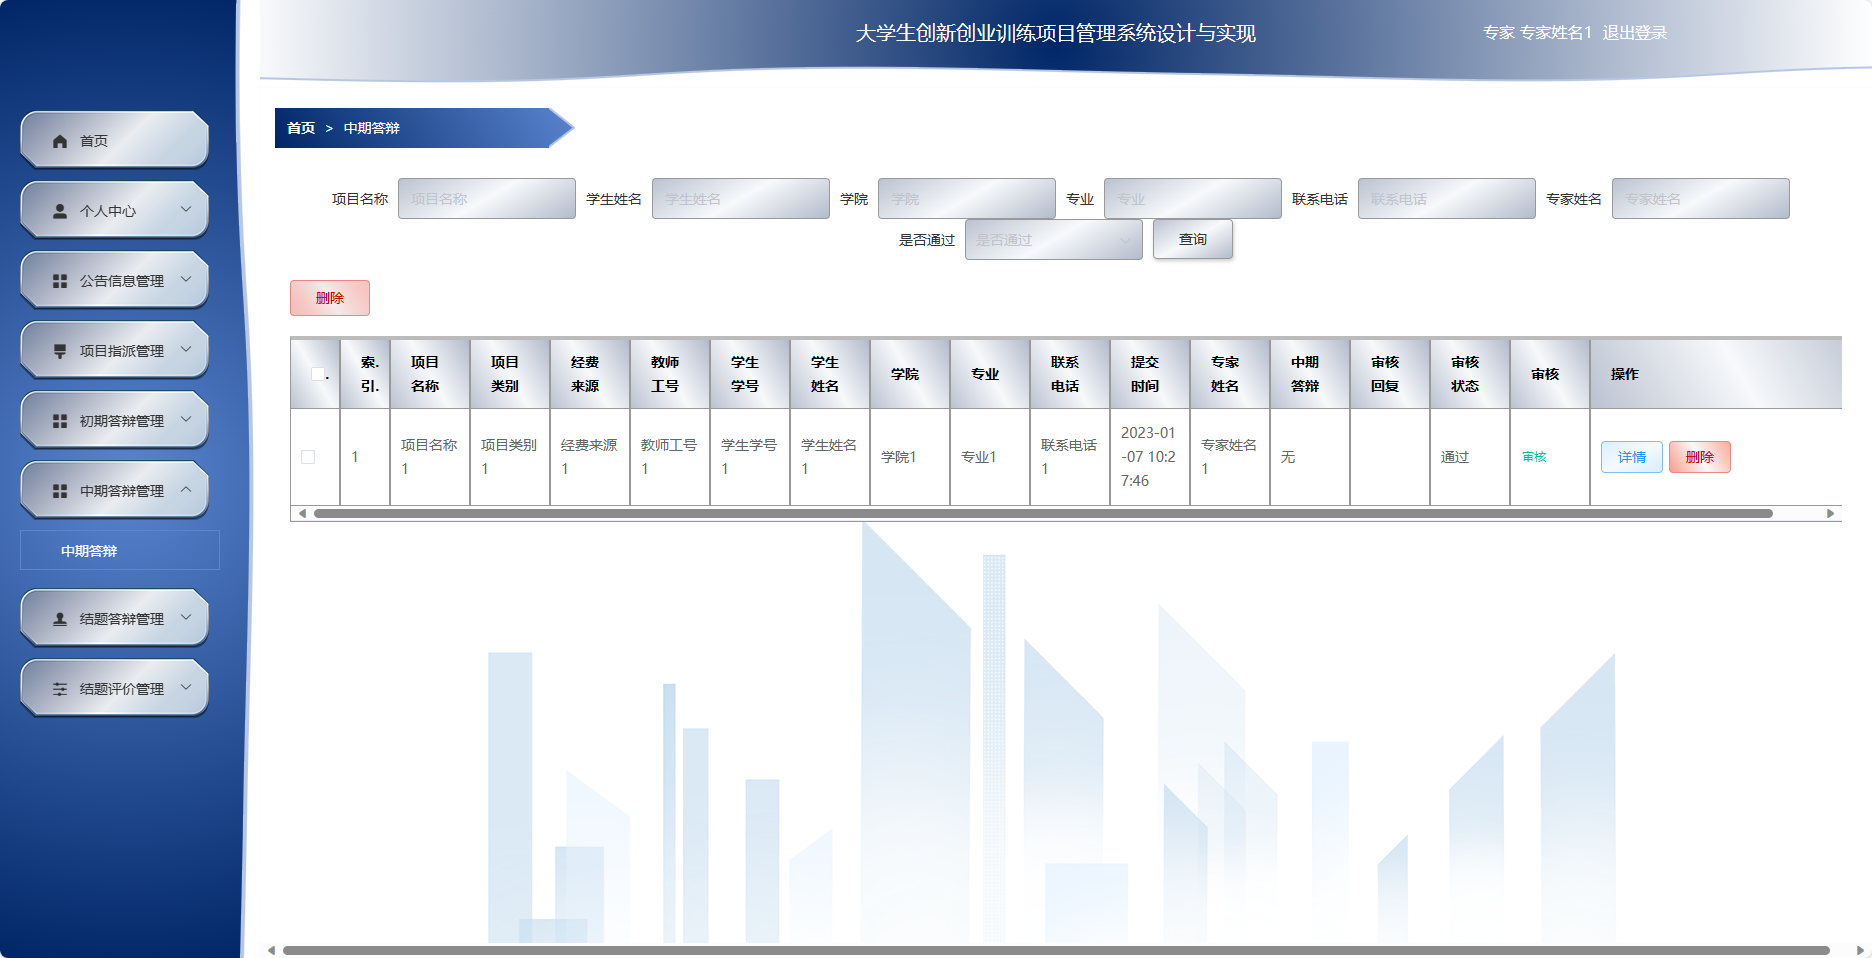 大学生创新创业训练项目管理系统设计与实现
专家 专家姓名1 退出登录
首页
个人中心
公告信息管理
项目指派管理
初期答辩管理
中期答辩管理
中期答辩
结题答辩管理
结题评价管理
首页 > 中期答辩
项目名称 项目名称 学生姓名 学生姓名 学院 学院 专业 专业 联系电话 联系电话 专家姓名 专家姓名
是否通过 是否通过 查询
删除
索. 项目 项目 经费 教师 学生 学生 学院 专业 联系 提交 专家 中期 审核 审核 审核 操作
引. 名称 类别 来源 工号 学号 姓名 电话 时间 姓名 答辩 回复 状态
1 项目名称 项目类别 经费来源 教师工号 学生学号 学生姓名 学院1 专业1 联系电话 2023-01 专家姓名 无 通过 审核 详情 删除
1 1 1 1 1 1 1 -07 10:2 1
7:46